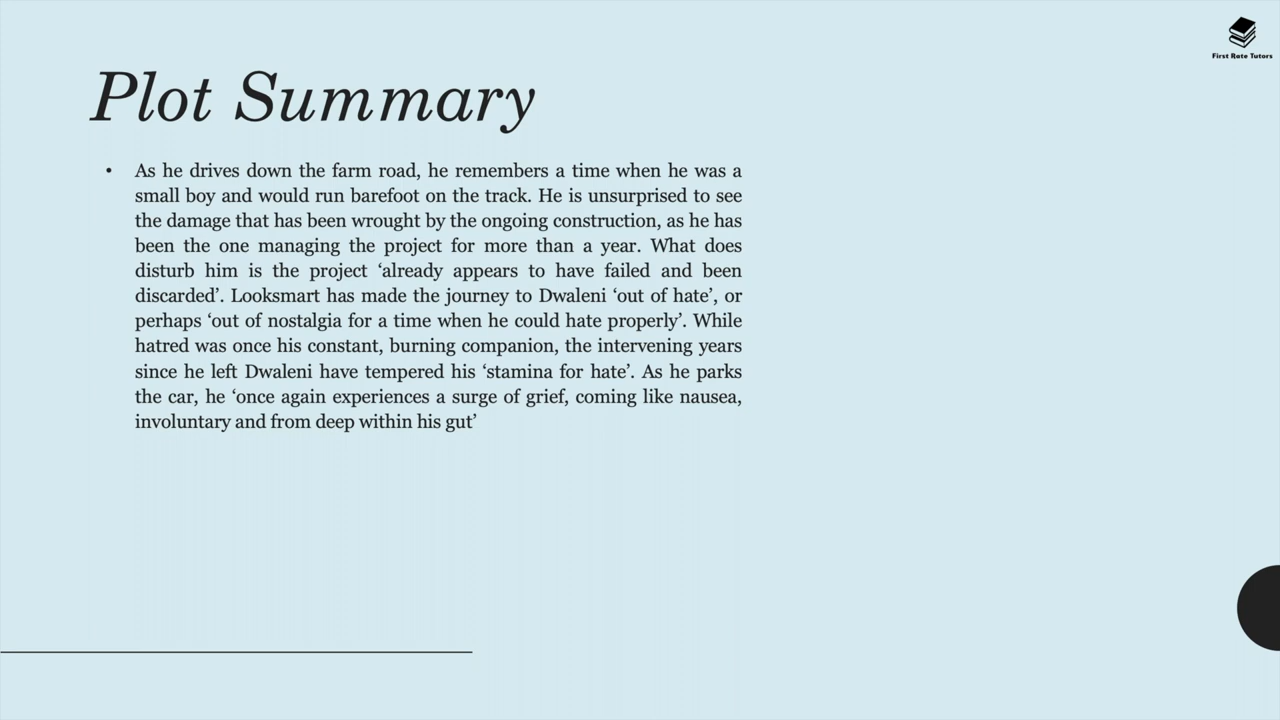 First Rate Tutors
Plot Summary
• As he drives down the farm road, he remembers a time when he was a
small boy and would run barefoot on the track. He is unsurprised to see
the damage that has been wrought by the ongoing construction, as he has
been the one managing the project for more than a year. What does
disturb him is the project ‘already appears to have failed and been
discarded’. Looksmart has made the journey to Dwaleni ‘out of hate’, or
perhaps ‘out of nostalgia for a time when he could hate properly’. While
hatred was once his constant, burning companion, the intervening years
since he left Dwaleni have tempered his ‘stamina for hate’. As he parks
the car, he ‘once again experiences a surge of grief, coming like nausea,
involuntary and from deep within his gut’